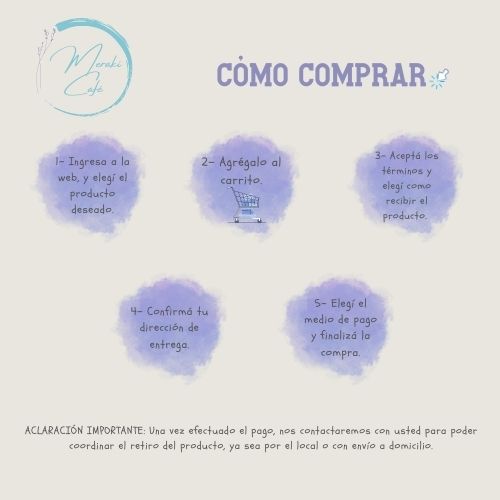 Meraki
Café
CÓMO COMPRAR
1- Ingresa a la
web, y elegí el
producto
deseado.
2- Agrégalo al
carrito.
3- Aceptá los
términos y
elegí como
recibir el
producto.
4- Confirmá tu
dirección de
entrega.
5- Elegí el
medio de pago
y finalizá la
compra.
ACLARACIÓN IMPORTANTE: Una vez efectuado el pago, nos contactaremos con usted para poder
coordinar el retiro del producto, ya sea por el local o con envío a domicilio.